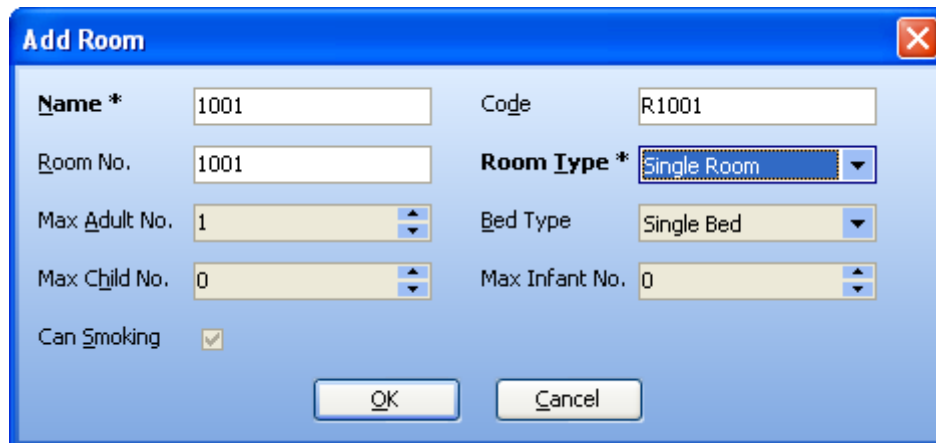 Add Room
Name * 1001 Code R1001
Room No. 1001 Room Type * Single Room
Max Adult No. 1 Bed Type Single Bed
Max Child No. 0 Max Infant No. 0
Can Smoking
OK Cancel